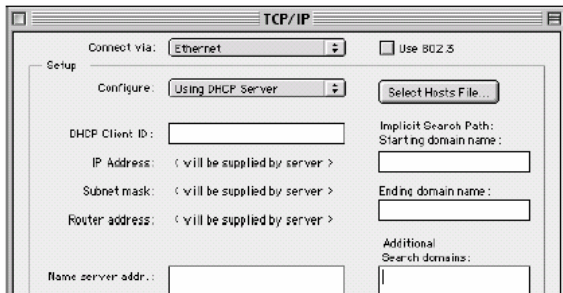 TCP/IP
Connect via: Ethernet
Use 802.3
Setup
Configure: Using DHCP Server
Select Hosts File...
DHCP Client ID:
IP Address: < will be supplied by server >
Subnet mask: < will be supplied by server >
Router address: < will be supplied by server >
Name server addr.:
Implicit Search Path:
Starting domain name:
Ending domain name:
Additional
Search domains: